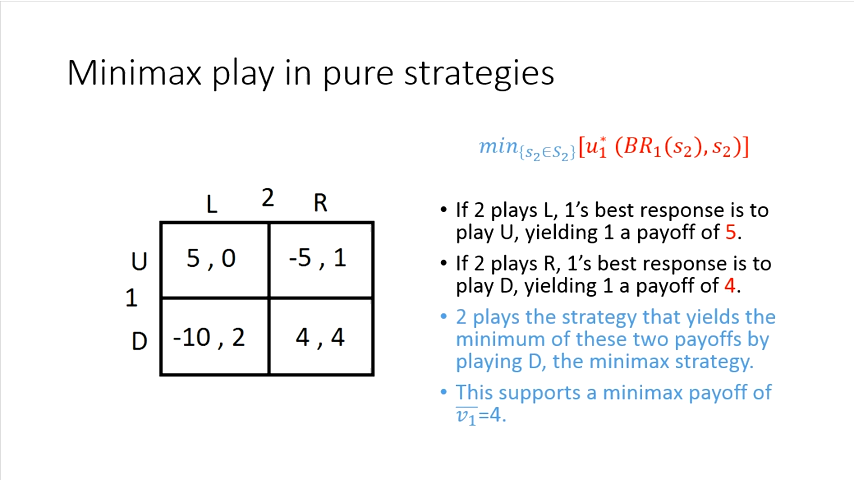 Minimax play in pure strategies
min{s₂∈S₂}[u₁* (BR₁(s₂), s₂)]
2
L R
U 5 , 0 -5 , 1
1
D -10 , 2 4 , 4
• If 2 plays L, 1’s best response is to
play U, yielding 1 a payoff of 5.
• If 2 plays R, 1’s best response is to
play D, yielding 1 a payoff of 4.
• 2 plays the strategy that yields the
minimum of these two payoffs by
playing D, the minimax strategy.
• This supports a minimax payoff of
v̅₁=4.